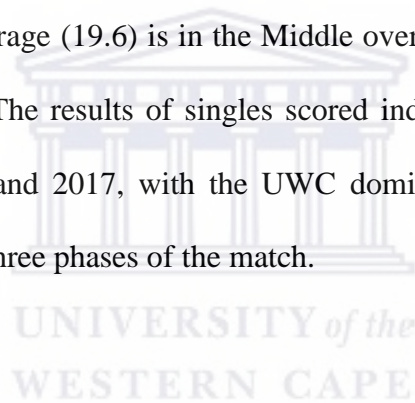 rage (19.6) is in the Middle over
The results of singles scored ind
and 2017, with the UWC domi
hree phases of the match.
UNIVERSITY of the
WESTERN CAPE